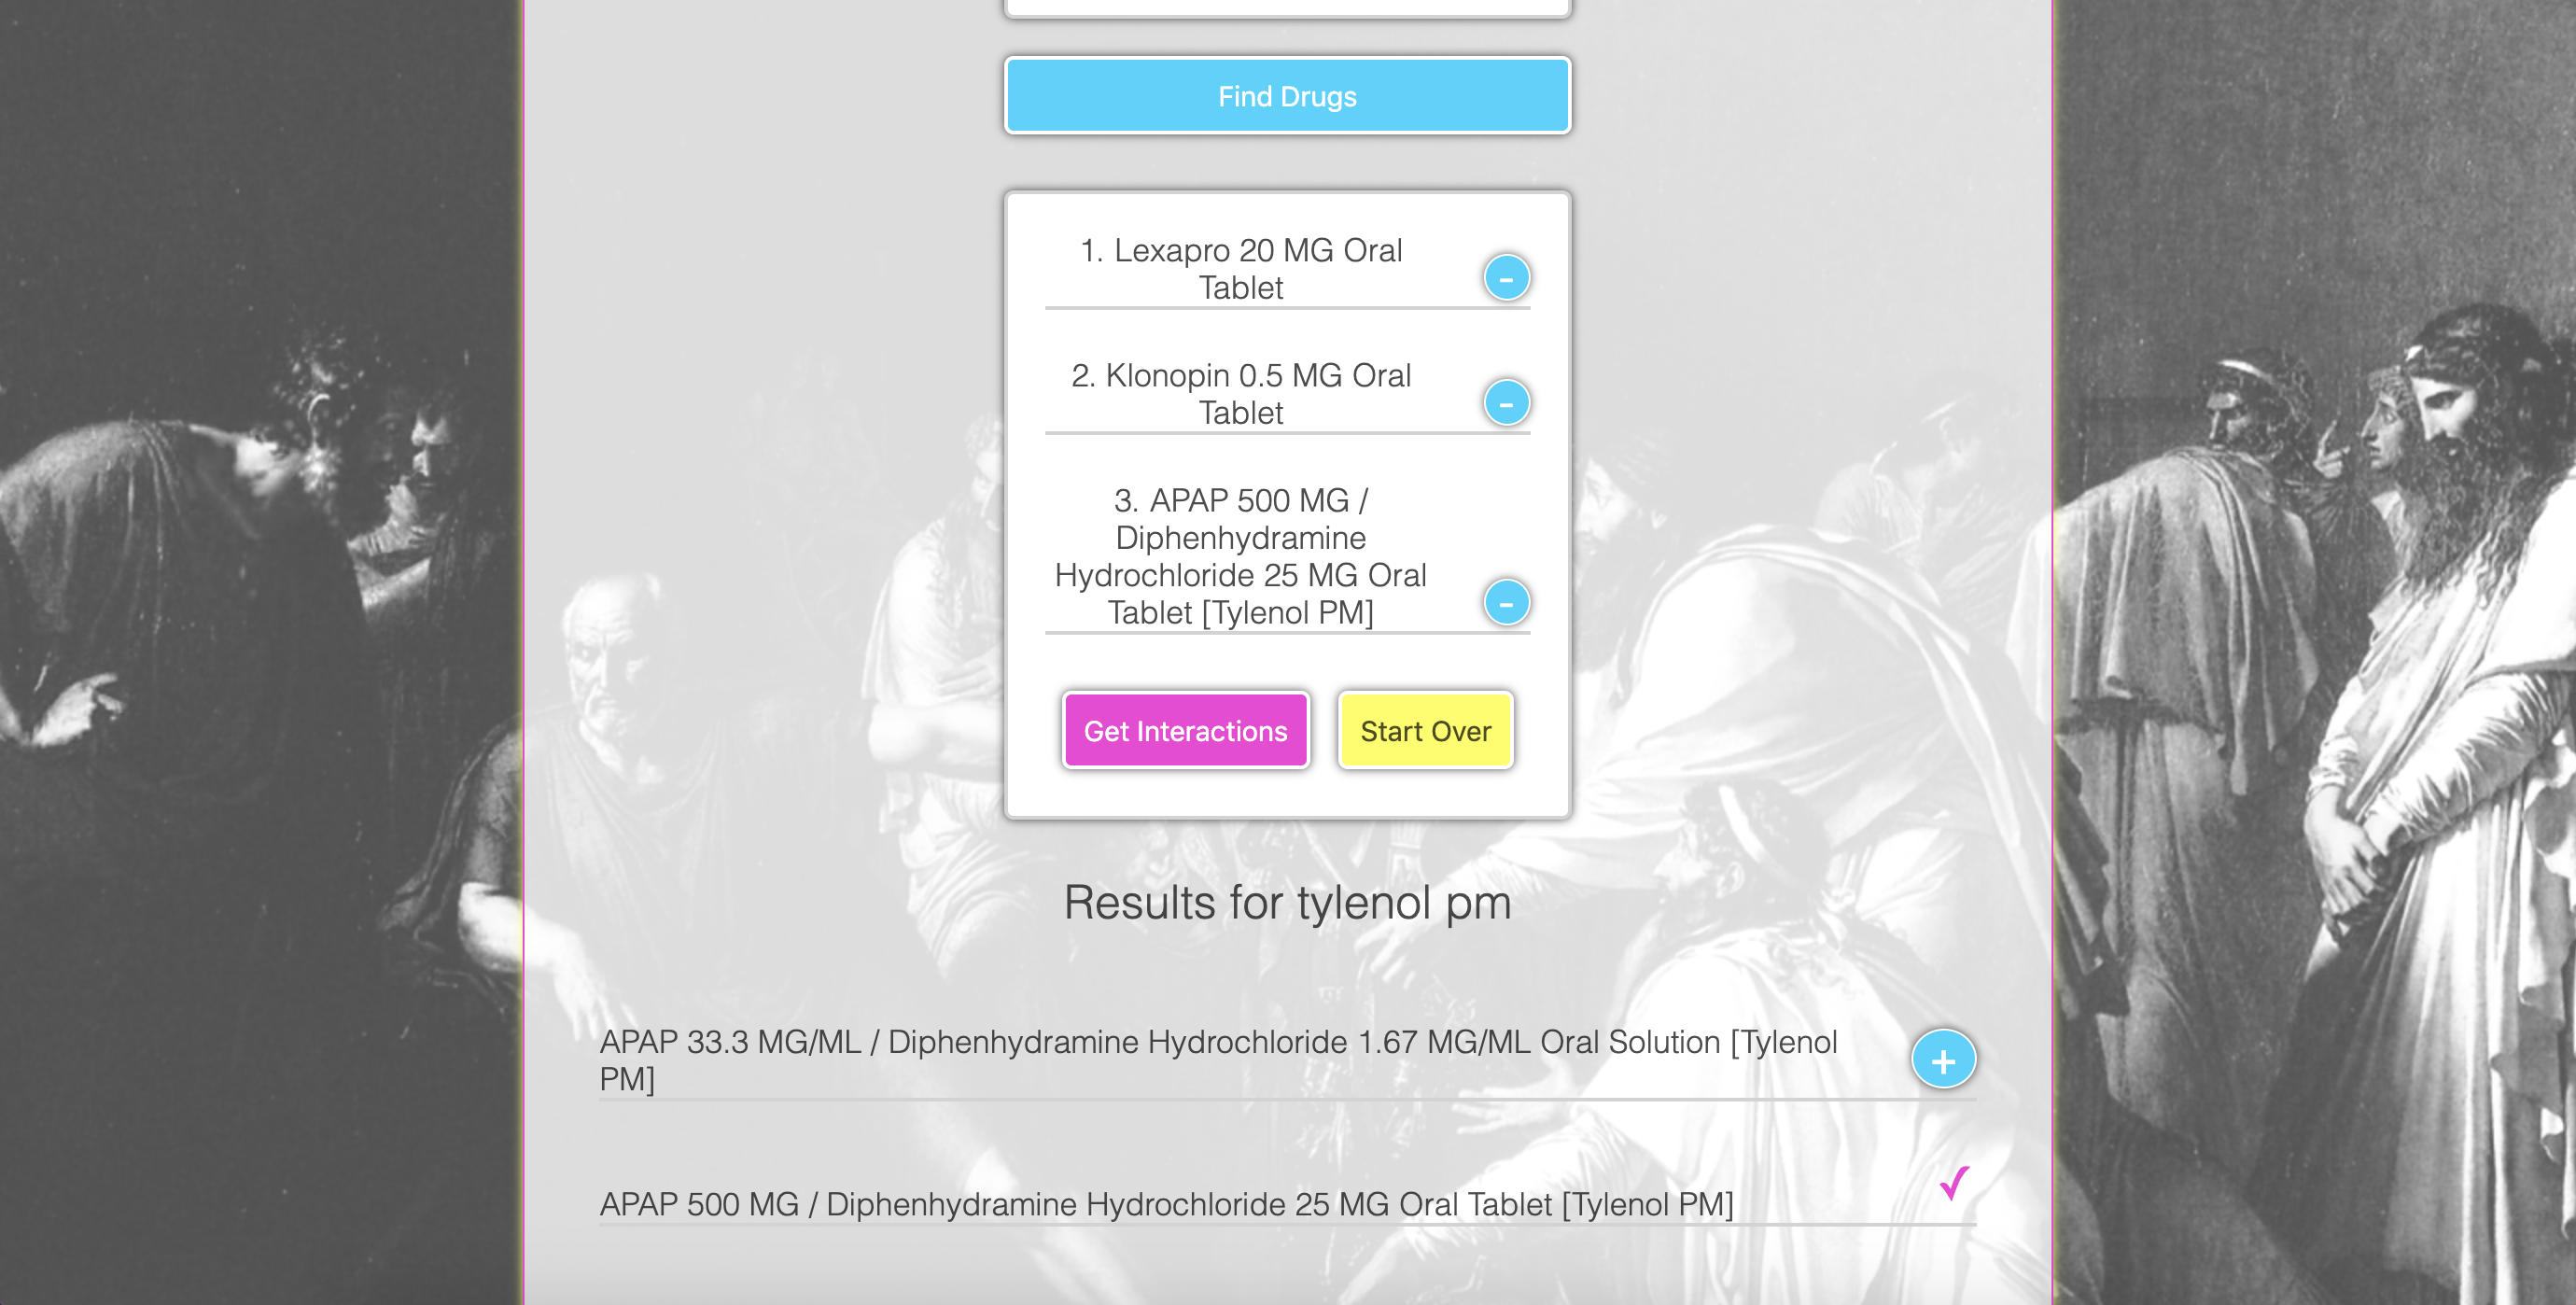 Find Drugs
1. Lexapro 20 MG Oral
Tablet
-
2. Klonopin 0.5 MG Oral
Tablet
-
3. APAP 500 MG /
Diphenhydramine
Hydrochloride 25 MG Oral
Tablet [Tylenol PM]
-
Get Interactions
Start Over
Results for tylenol pm
APAP 33.3 MG/ML / Diphenhydramine Hydrochloride 1.67 MG/ML Oral Solution [Tylenol
PM]
+
APAP 500 MG / Diphenhydramine Hydrochloride 25 MG Oral Tablet [Tylenol PM]
✓